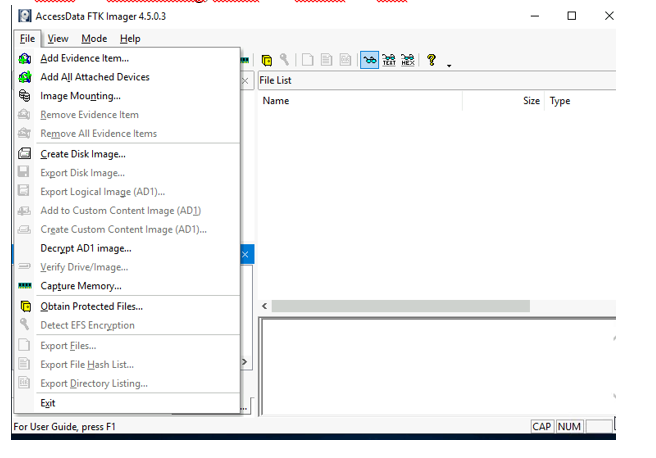 AccessData FTK Imager 4.5.0.3
File View Mode Help
Add Evidence Item...
Add All Attached Devices
Image Mounting...
Remove Evidence Item
Remove All Evidence Items
Create Disk Image...
Export Disk Image...
Export Logical Image (AD1)...
Add to Custom Content Image (AD1)
Create Custom Content Image (AD1)...
Decrypt AD1 image...
Verify Drive/Image...
Capture Memory...
Obtain Protected Files...
Detect EFS Encryption
Export Files...
Export File Hash List...
Export Directory Listing...
Exit
TEXT HEX ?
File List
Name Size Type
...
For User Guide, press F1
CAP NUM